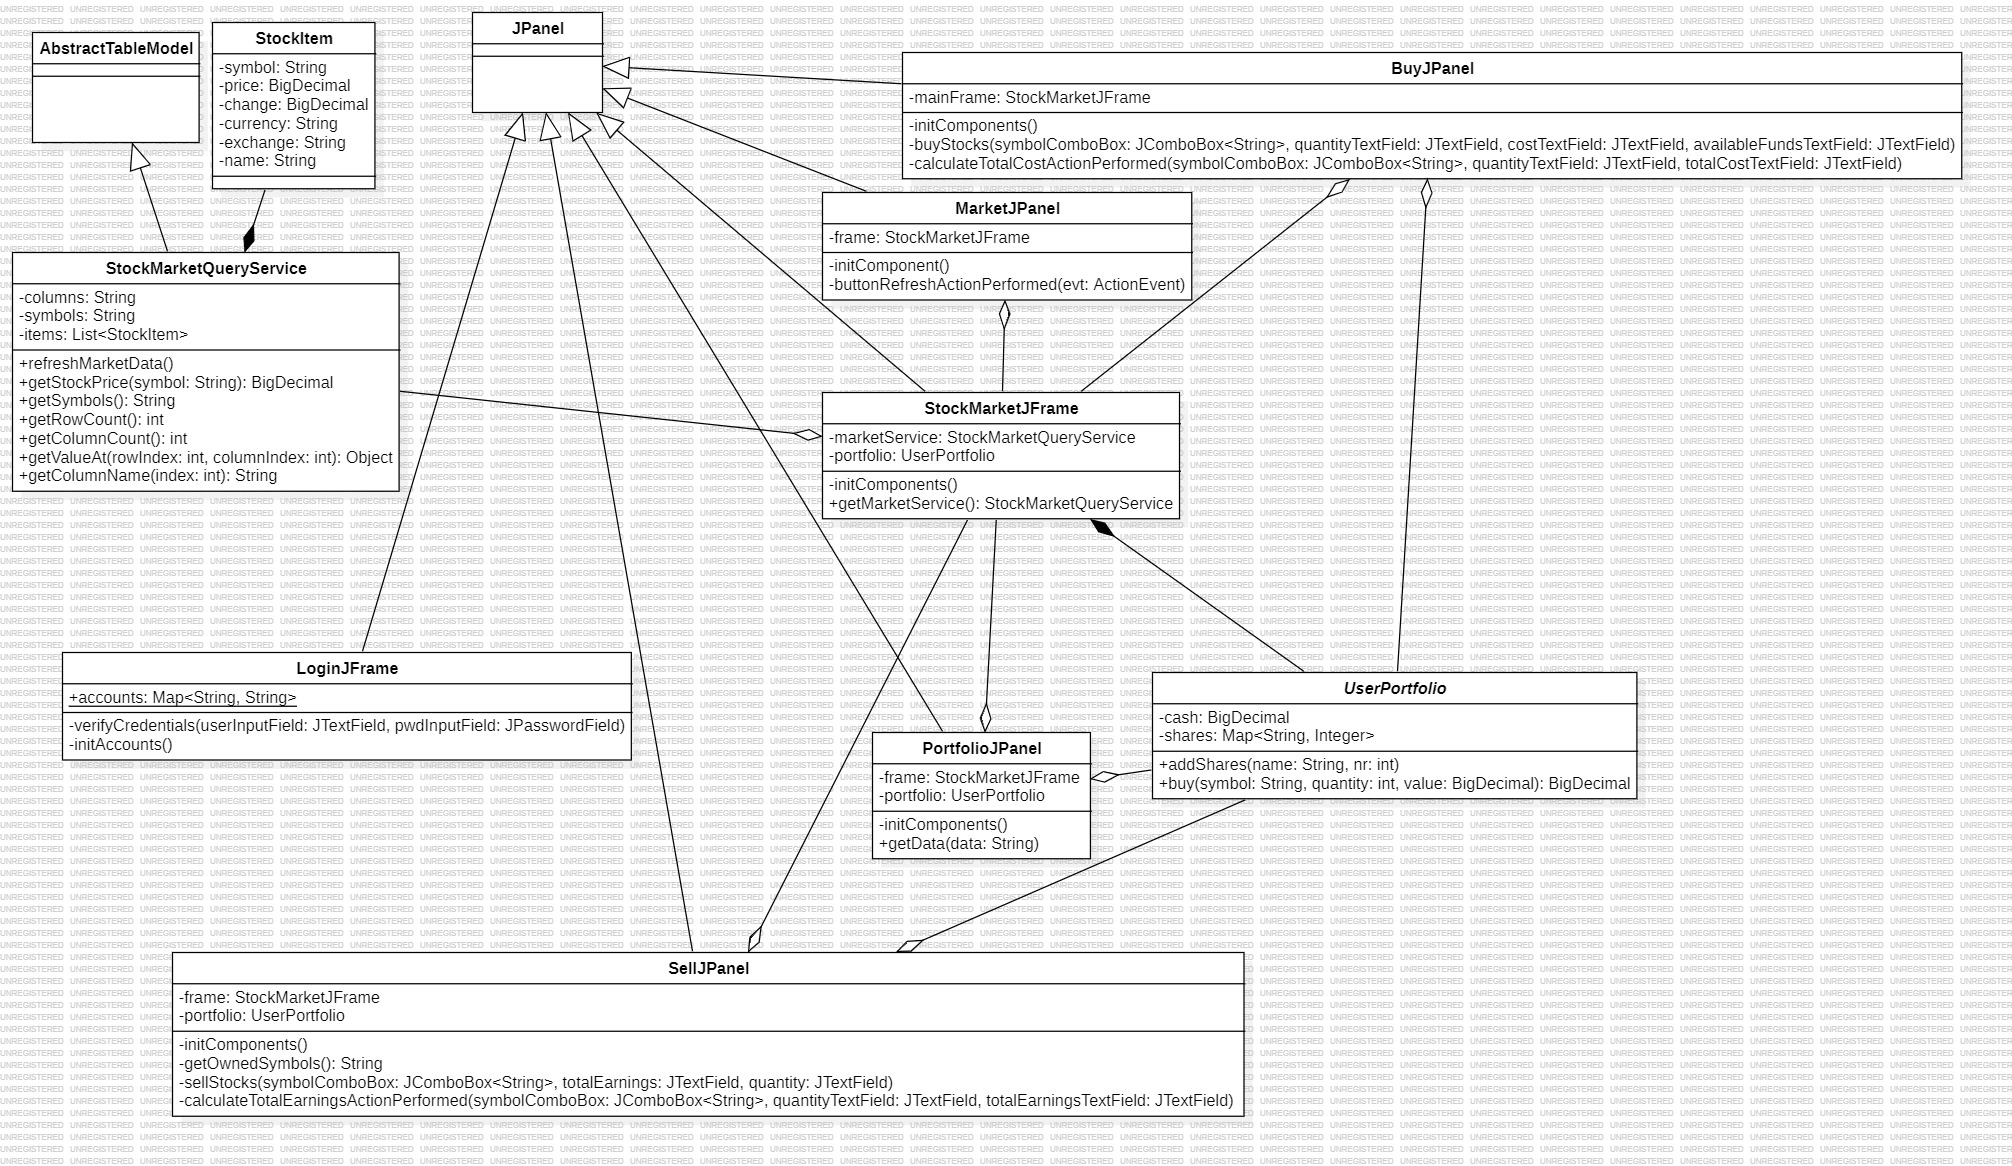 AbstractTableModel
StockItem
-symbol: String
-price: BigDecimal
-change: BigDecimal
-currency: String
-exchange: String
-name: String
JPanel
BuyJPanel
-mainFrame: StockMarketJFrame
-initComponents()
-buyStocks(symbolComboBox: JComboBox<String>, quantityTextField: JTextField, costTextField: JTextField, availableFundsTextField: JTextField)
-calculateTotalCostActionPerformed(symbolComboBox: JComboBox<String>, quantityTextField: JTextField, totalCostTextField: JTextField)
MarketJPanel
-frame: StockMarketJFrame
-initComponent()
-buttonRefreshActionPerformed(evt: ActionEvent)
StockMarketQueryService
-columns: String
-symbols: String
-items: List<StockItem>
+refreshMarketData()
+getStockPrice(symbol: String): BigDecimal
+getSymbols(): String
+getRowCount(): int
+getColumnCount(): int
+getValueAt(rowIndex: int, columnIndex: int): Object
+getColumnName(index: int): String
StockMarketJFrame
-marketService: StockMarketQueryService
-portfolio: UserPortfolio
-initComponents()
+getMarketService(): StockMarketQueryService
LoginJFrame
+accounts: Map<String, String>
-verifyCredentials(userInputField: JTextField, pwdInputField: JPasswordField)
-initAccounts()
UserPortfolio
-cash: BigDecimal
-shares: Map<String, Integer>
+addShares(name: String, nr: int)
+buy(symbol: String, quantity: int, value: BigDecimal): BigDecimal
PortfolioJPanel
-frame: StockMarketJFrame
-portfolio: UserPortfolio
-initComponents()
+getData(data: String)
SellJPanel
-frame: StockMarketJFrame
-portfolio: UserPortfolio
-initComponents()
-getOwnedSymbols(): String
-sellStocks(symbolComboBox: JComboBox<String>, totalEarnings: JTextField, quantity: JTextField)
-calculateTotalEarningsActionPerformed(symbolComboBox: JComboBox<String>, quantityTextField: JTextField, totalEarningsTextField: JTextField)
UNREGISTERED